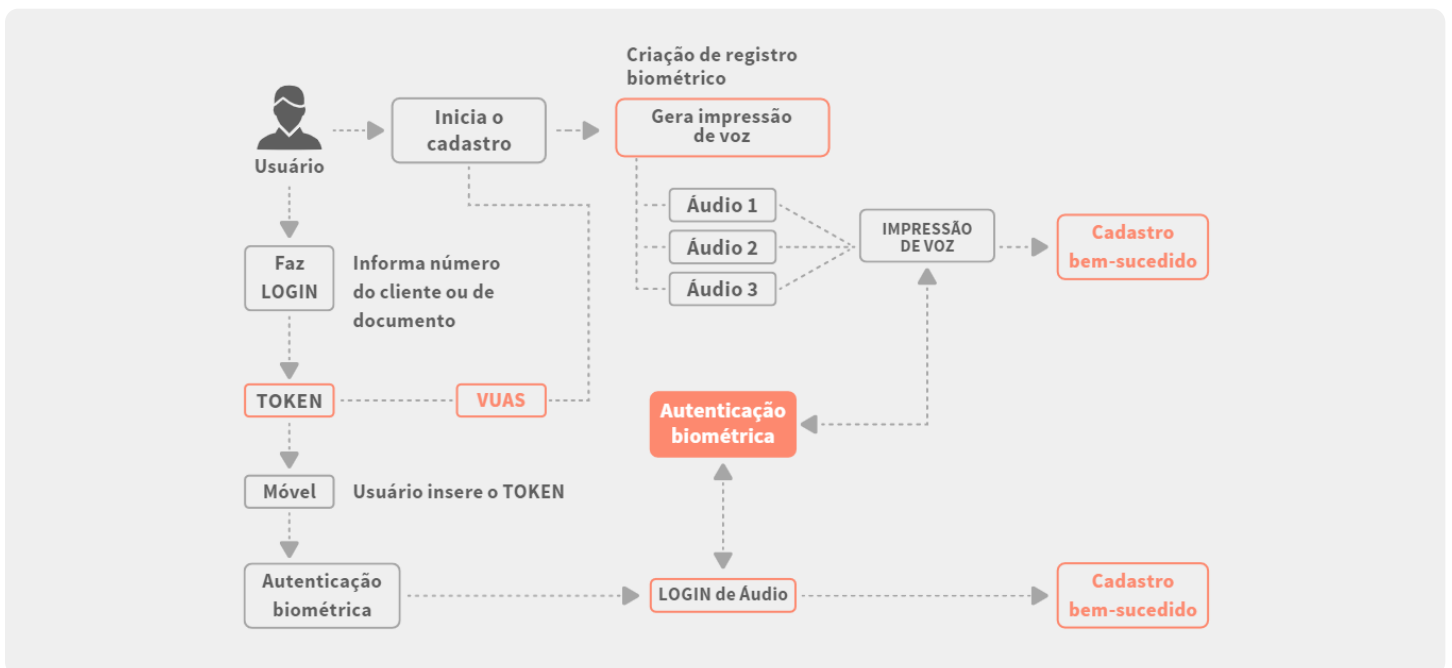 Criação de registro
biométrico
Usuário
Inicia o
cadastro
Gera impressão
de voz
Áudio 1
Áudio 2
Áudio 3
IMPRESSÃO
DE VOZ
Cadastro
bem-sucedido
Faz
LOGIN
Informa número
do cliente ou de
documento
TOKEN
VUAS
Autenticação
biométrica
Móvel
Usuário insere o TOKEN
Autenticação
biométrica
LOGIN de Áudio
Cadastro
bem-sucedido